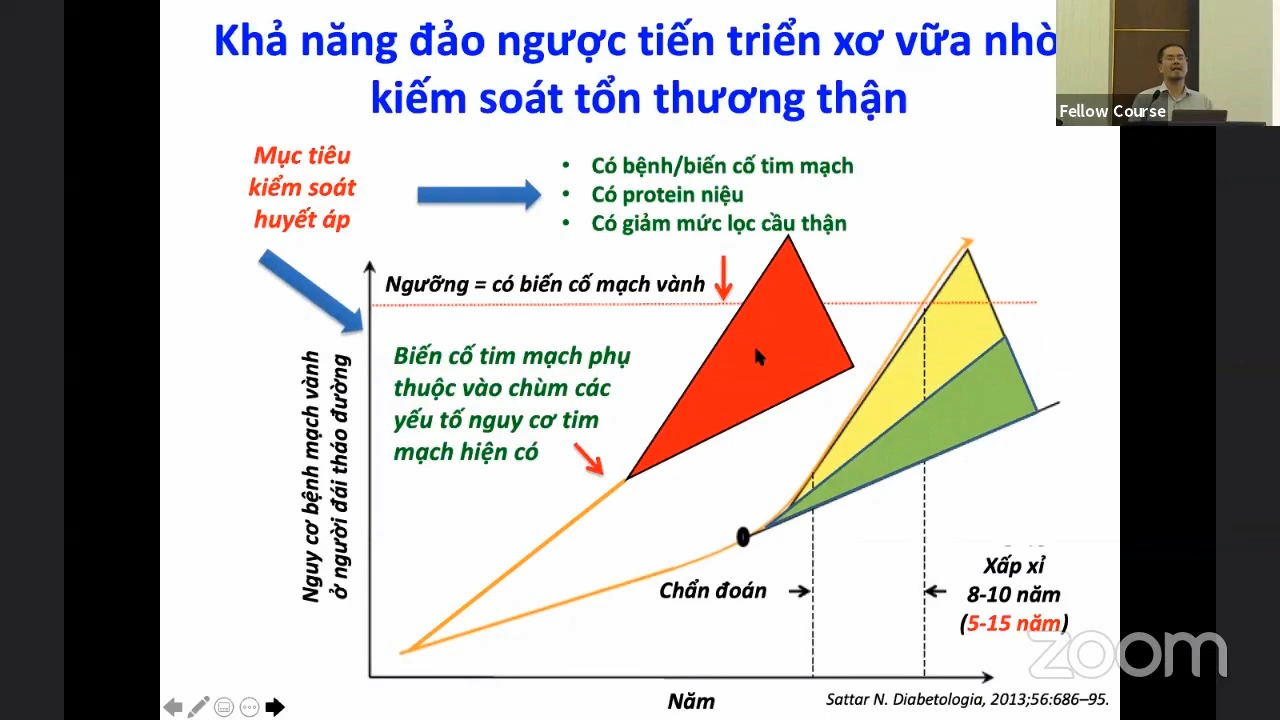 Khả năng đảo ngược tiến triển xơ vữa nhờ
kiếm soát tổn thương thận
Fellow Course
Mục tiêu
kiểm soát
huyết áp
• Có bệnh/biến cố tim mạch
• Có protein niệu
• Có giảm mức lọc cầu thận
Ngưỡng = có biến cố mạch vành
Biến cố tim mạch phụ
thuộc vào chùm các
yếu tố nguy cơ tim
mạch hiện có
Nguy cơ bệnh mạch vành
ở người đái tháo đường
Chẩn đoán
Xấp xỉ
8-10 năm
(5-15 năm)
zoom
Năm
Sattar N. Diabetologia, 2013;56:686–95.